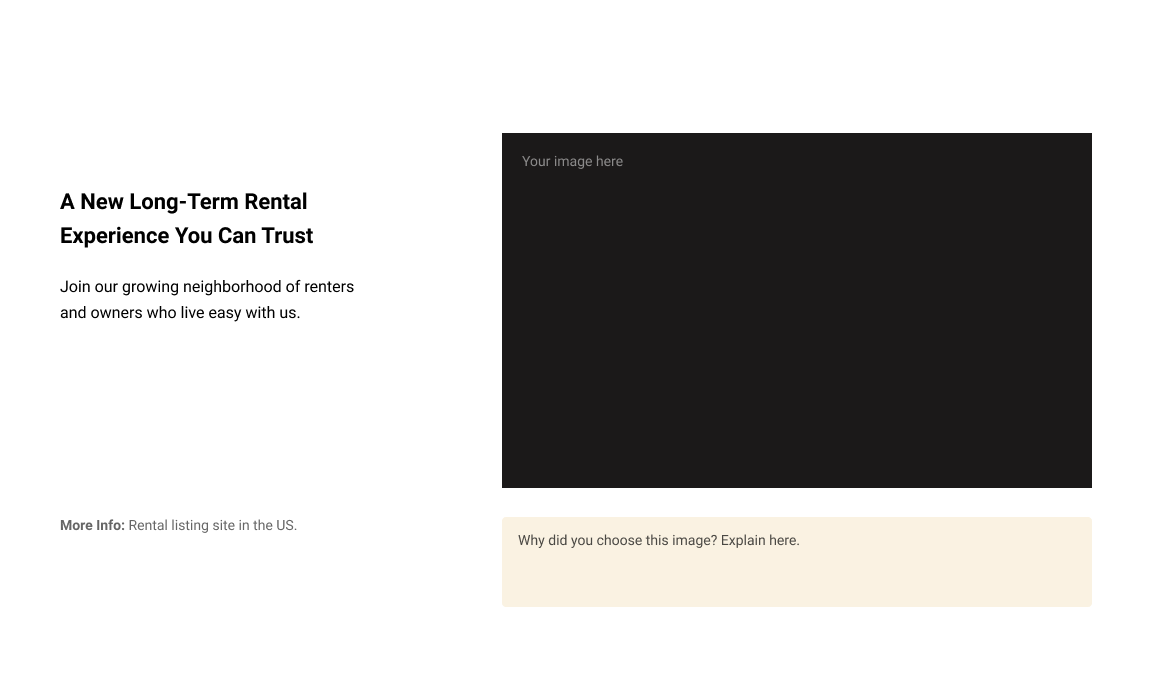 A New Long-Term Rental
Experience You Can Trust
Join our growing neighborhood of renters
and owners who live easy with us.
More Info: Rental listing site in the US.
Your image here
Why did you choose this image? Explain here.